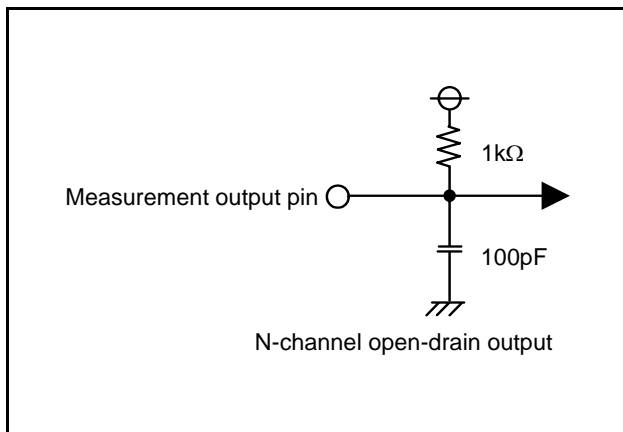 1kΩ
Measurement output pin
100pF
N-channel open-drain output